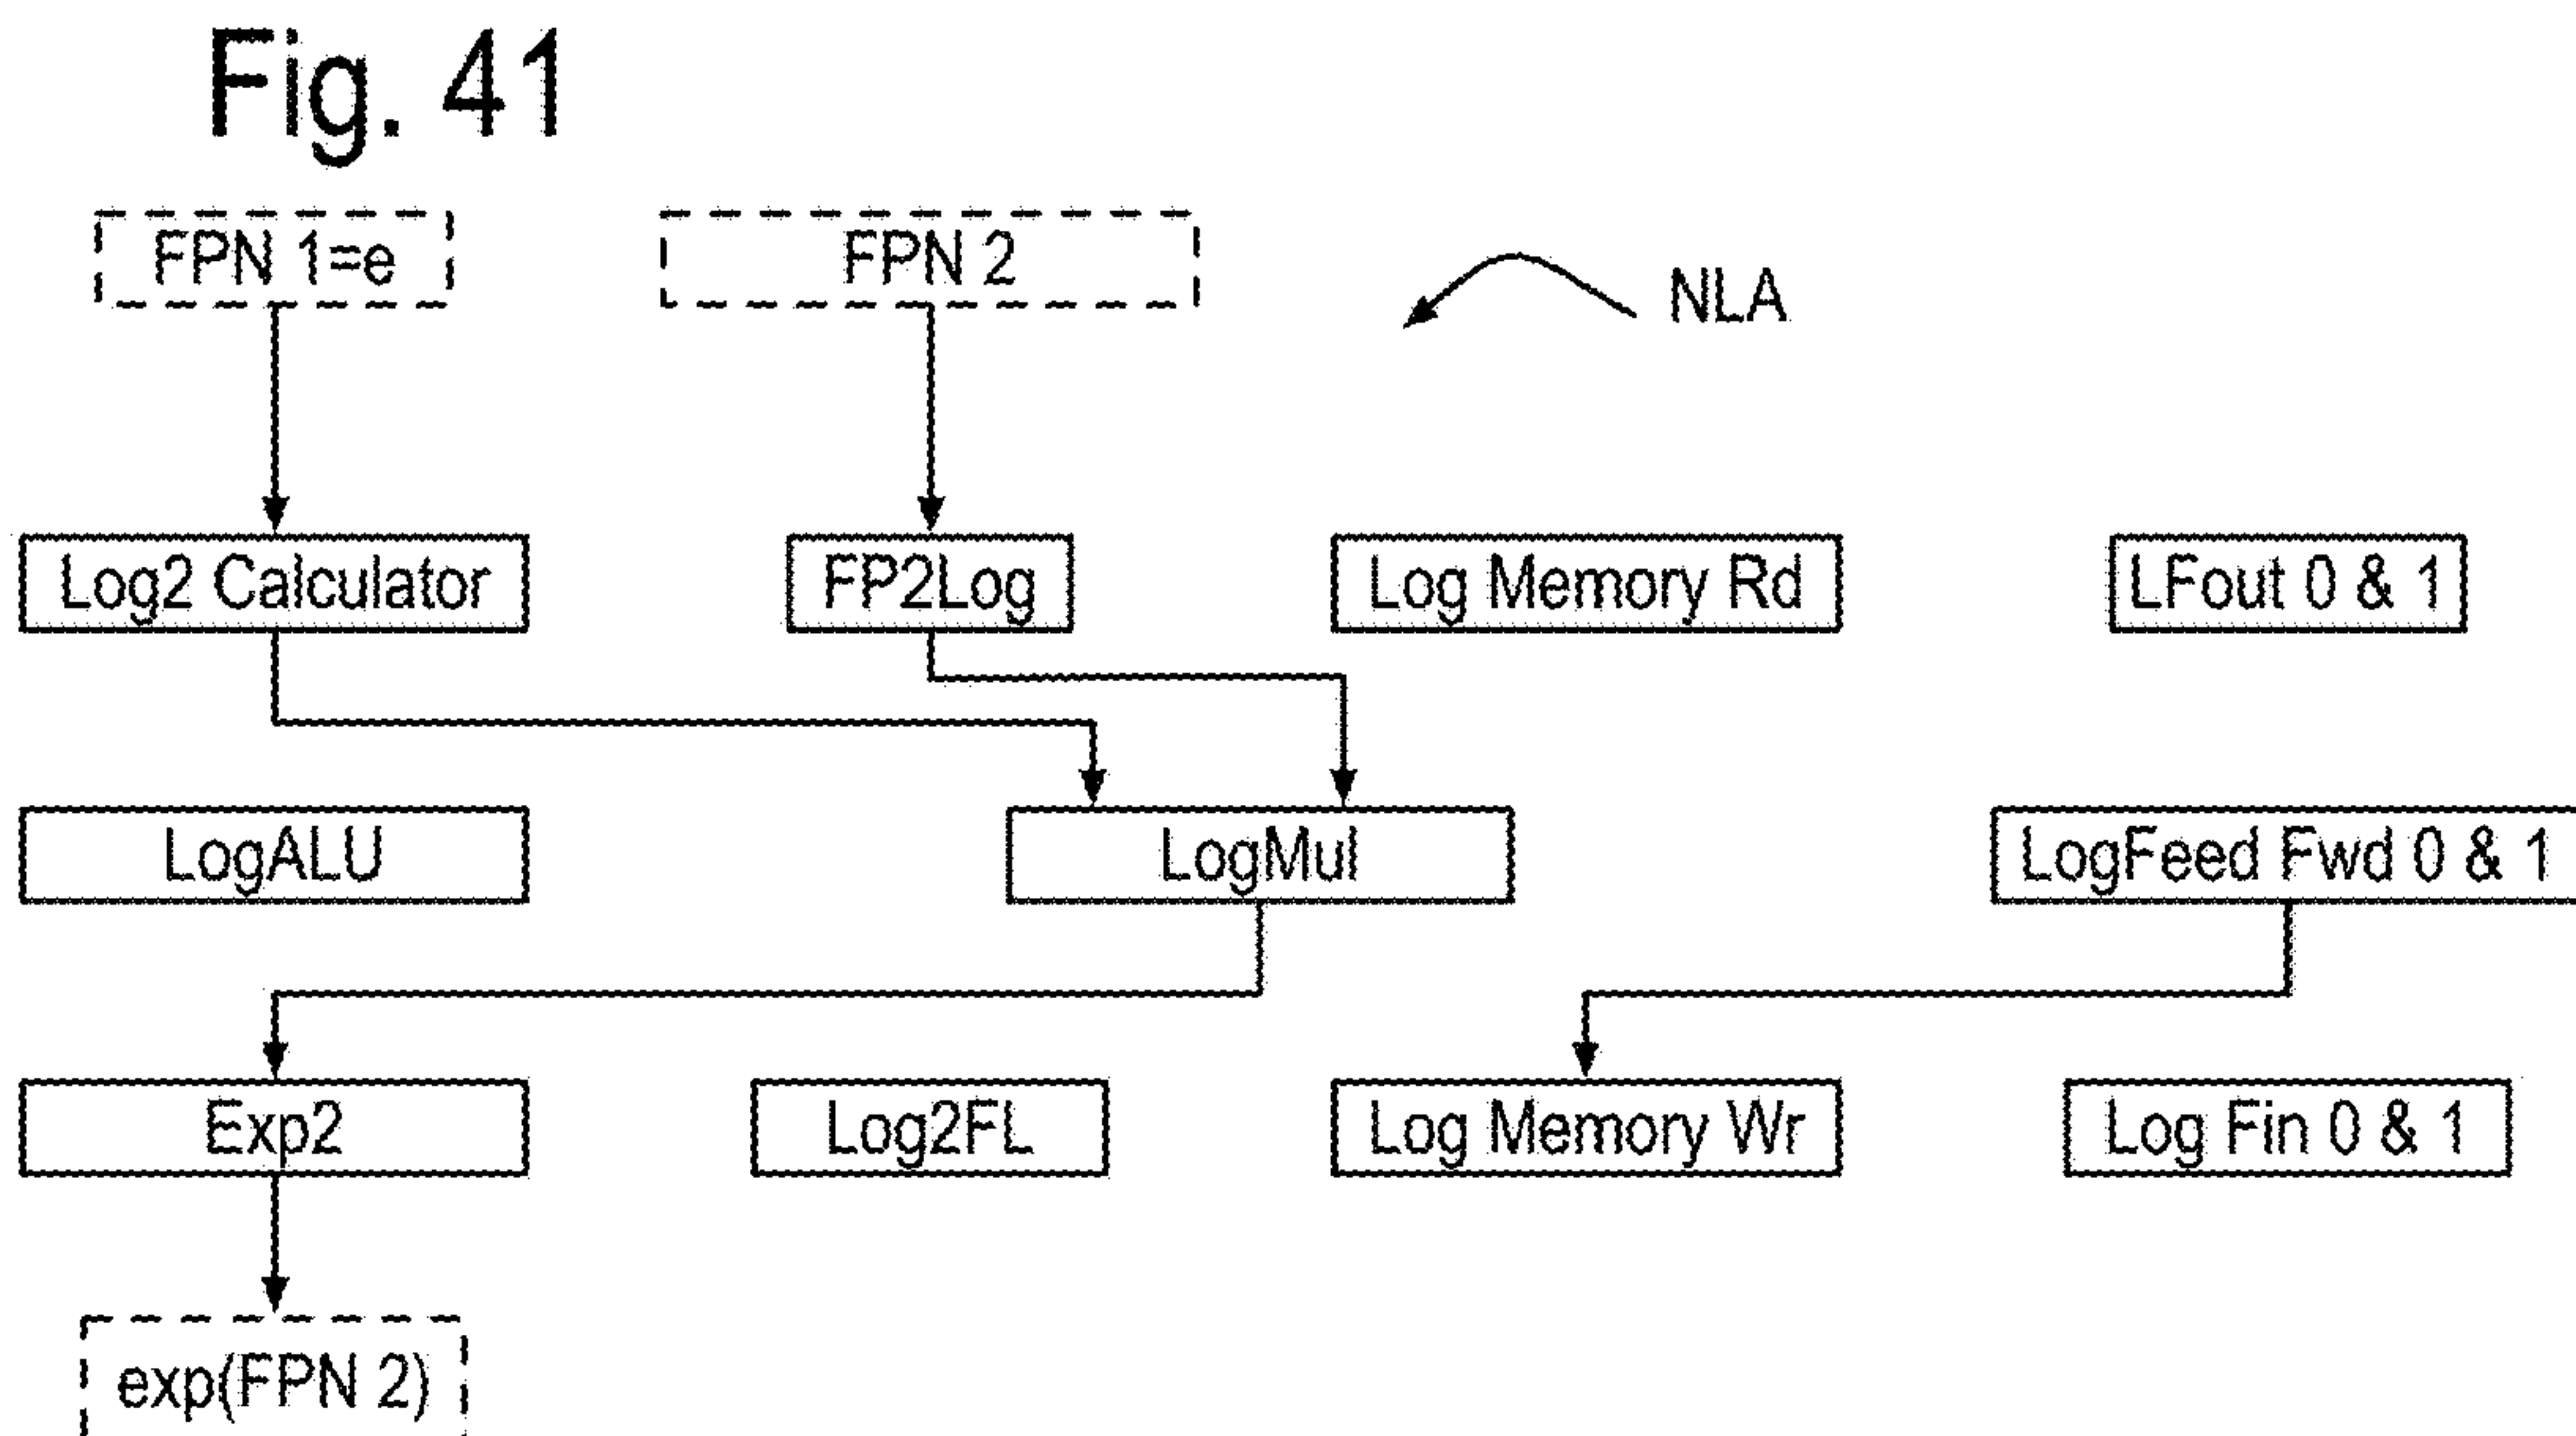 Fig. 41
FPN 1=e
FPN 2
NLA
Log2 Calculator
FP2Log
Log Memory Rd
LFout 0 & 1
LogALU
LogMul
LogFeed Fwd 0 & 1
Exp2
Log2FL
Log Memory Wr
Log Fin 0 & 1
exp(FPN 2)